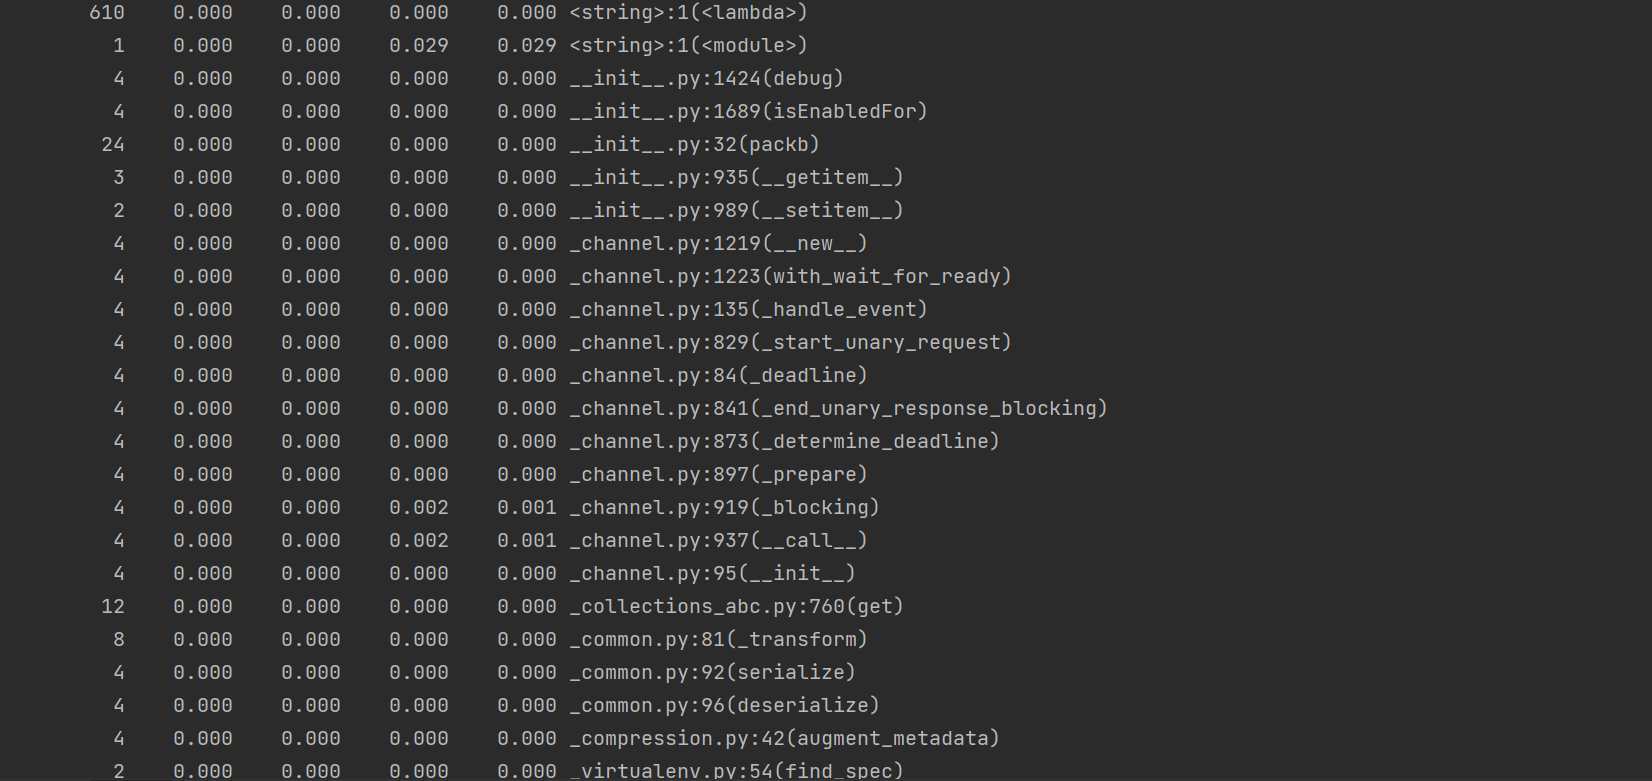 610 0.000 0.000 0.000 0.000 <string>:1(<lambda>)
1 0.000 0.000 0.029 0.029 <string>:1(<module>)
4 0.000 0.000 0.000 0.000 __init__.py:1424(debug)
4 0.000 0.000 0.000 0.000 __init__.py:1689(isEnabledFor)
24 0.000 0.000 0.000 0.000 __init__.py:32(packb)
3 0.000 0.000 0.000 0.000 __init__.py:935(__getitem__)
2 0.000 0.000 0.000 0.000 __init__.py:989(__setitem__)
4 0.000 0.000 0.000 0.000 _channel.py:1219(__new__)
4 0.000 0.000 0.000 0.000 _channel.py:1223(with_wait_for_ready)
4 0.000 0.000 0.000 0.000 _channel.py:135(_handle_event)
4 0.000 0.000 0.000 0.000 _channel.py:829(_start_unary_request)
4 0.000 0.000 0.000 0.000 _channel.py:84(_deadline)
4 0.000 0.000 0.000 0.000 _channel.py:841(_end_unary_response_blocking)
4 0.000 0.000 0.000 0.000 _channel.py:873(_determine_deadline)
4 0.000 0.000 0.000 0.000 _channel.py:897(_prepare)
4 0.000 0.000 0.002 0.001 _channel.py:919(_blocking)
4 0.000 0.000 0.002 0.001 _channel.py:937(__call__)
4 0.000 0.000 0.000 0.000 _channel.py:95(__init__)
12 0.000 0.000 0.000 0.000 _collections_abc.py:760(get)
8 0.000 0.000 0.000 0.000 _common.py:81(_transform)
4 0.000 0.000 0.000 0.000 _common.py:92(serialize)
4 0.000 0.000 0.000 0.000 _common.py:96(deserialize)
4 0.000 0.000 0.000 0.000 _compression.py:42(augment_metadata)
2 0.000 0.000 0.000 0.000 _virtualenv.py:54(find_spec)